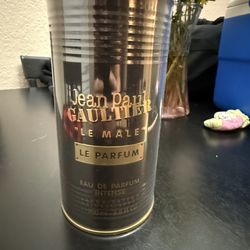 Jean Paul
GAULTIER
LE MALE
LE PARFUM
EAU DE PARFUM
INTENSE